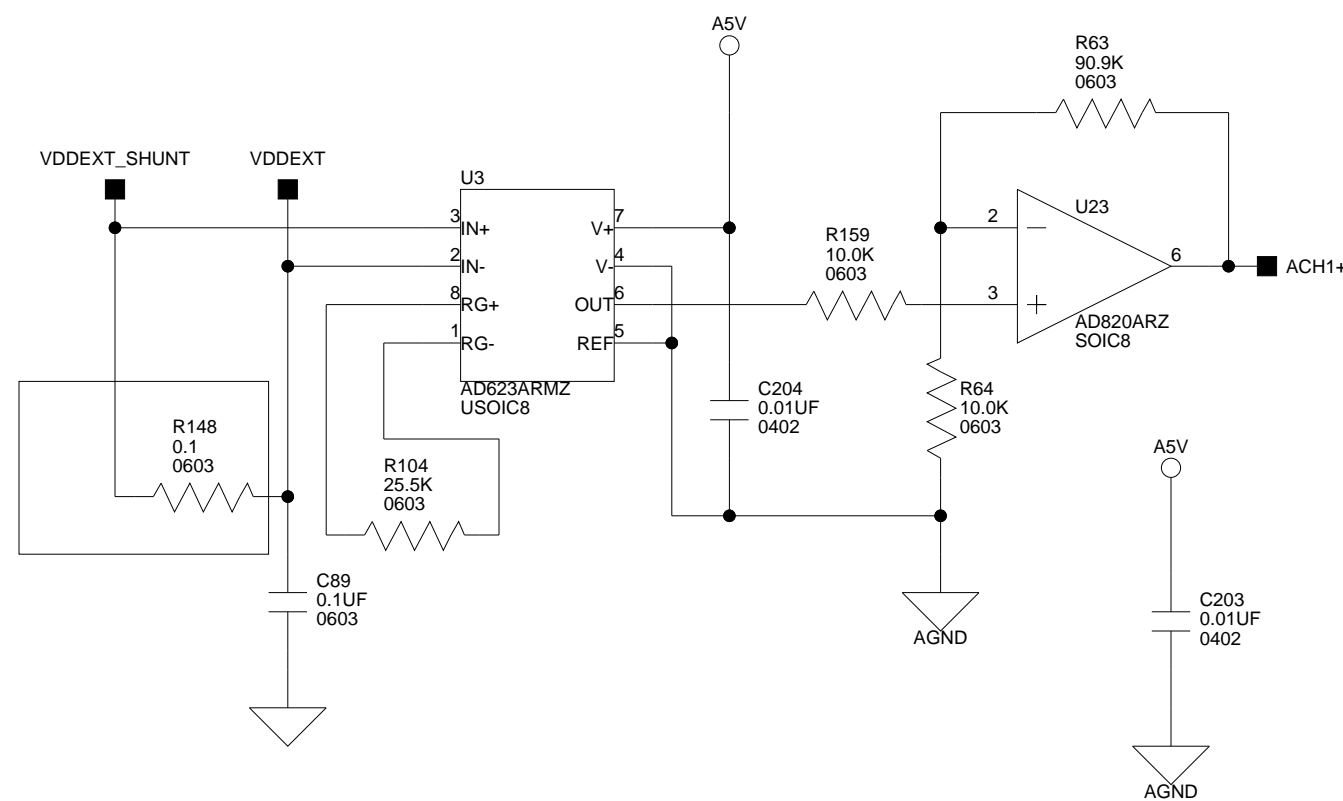 A5V
R63
90.9K
0603
VDDEXT_SHUNT
VDDEXT
U3
3
IN+
2
IN-
8
RG+
1
RG-
7
V+
4
V-
6
OUT
5
REF
AD623ARMZ
USOIC8
R159
10.0K
0603
2
3
U23
6
ACH1+
AD820ARZ
SOIC8
C204
0.01UF
0402
R64
10.0K
0603
R148
0.1
0603
R104
25.5K
0603
A5V
C89
0.1UF
0603
AGND
C203
0.01UF
0402
AGND